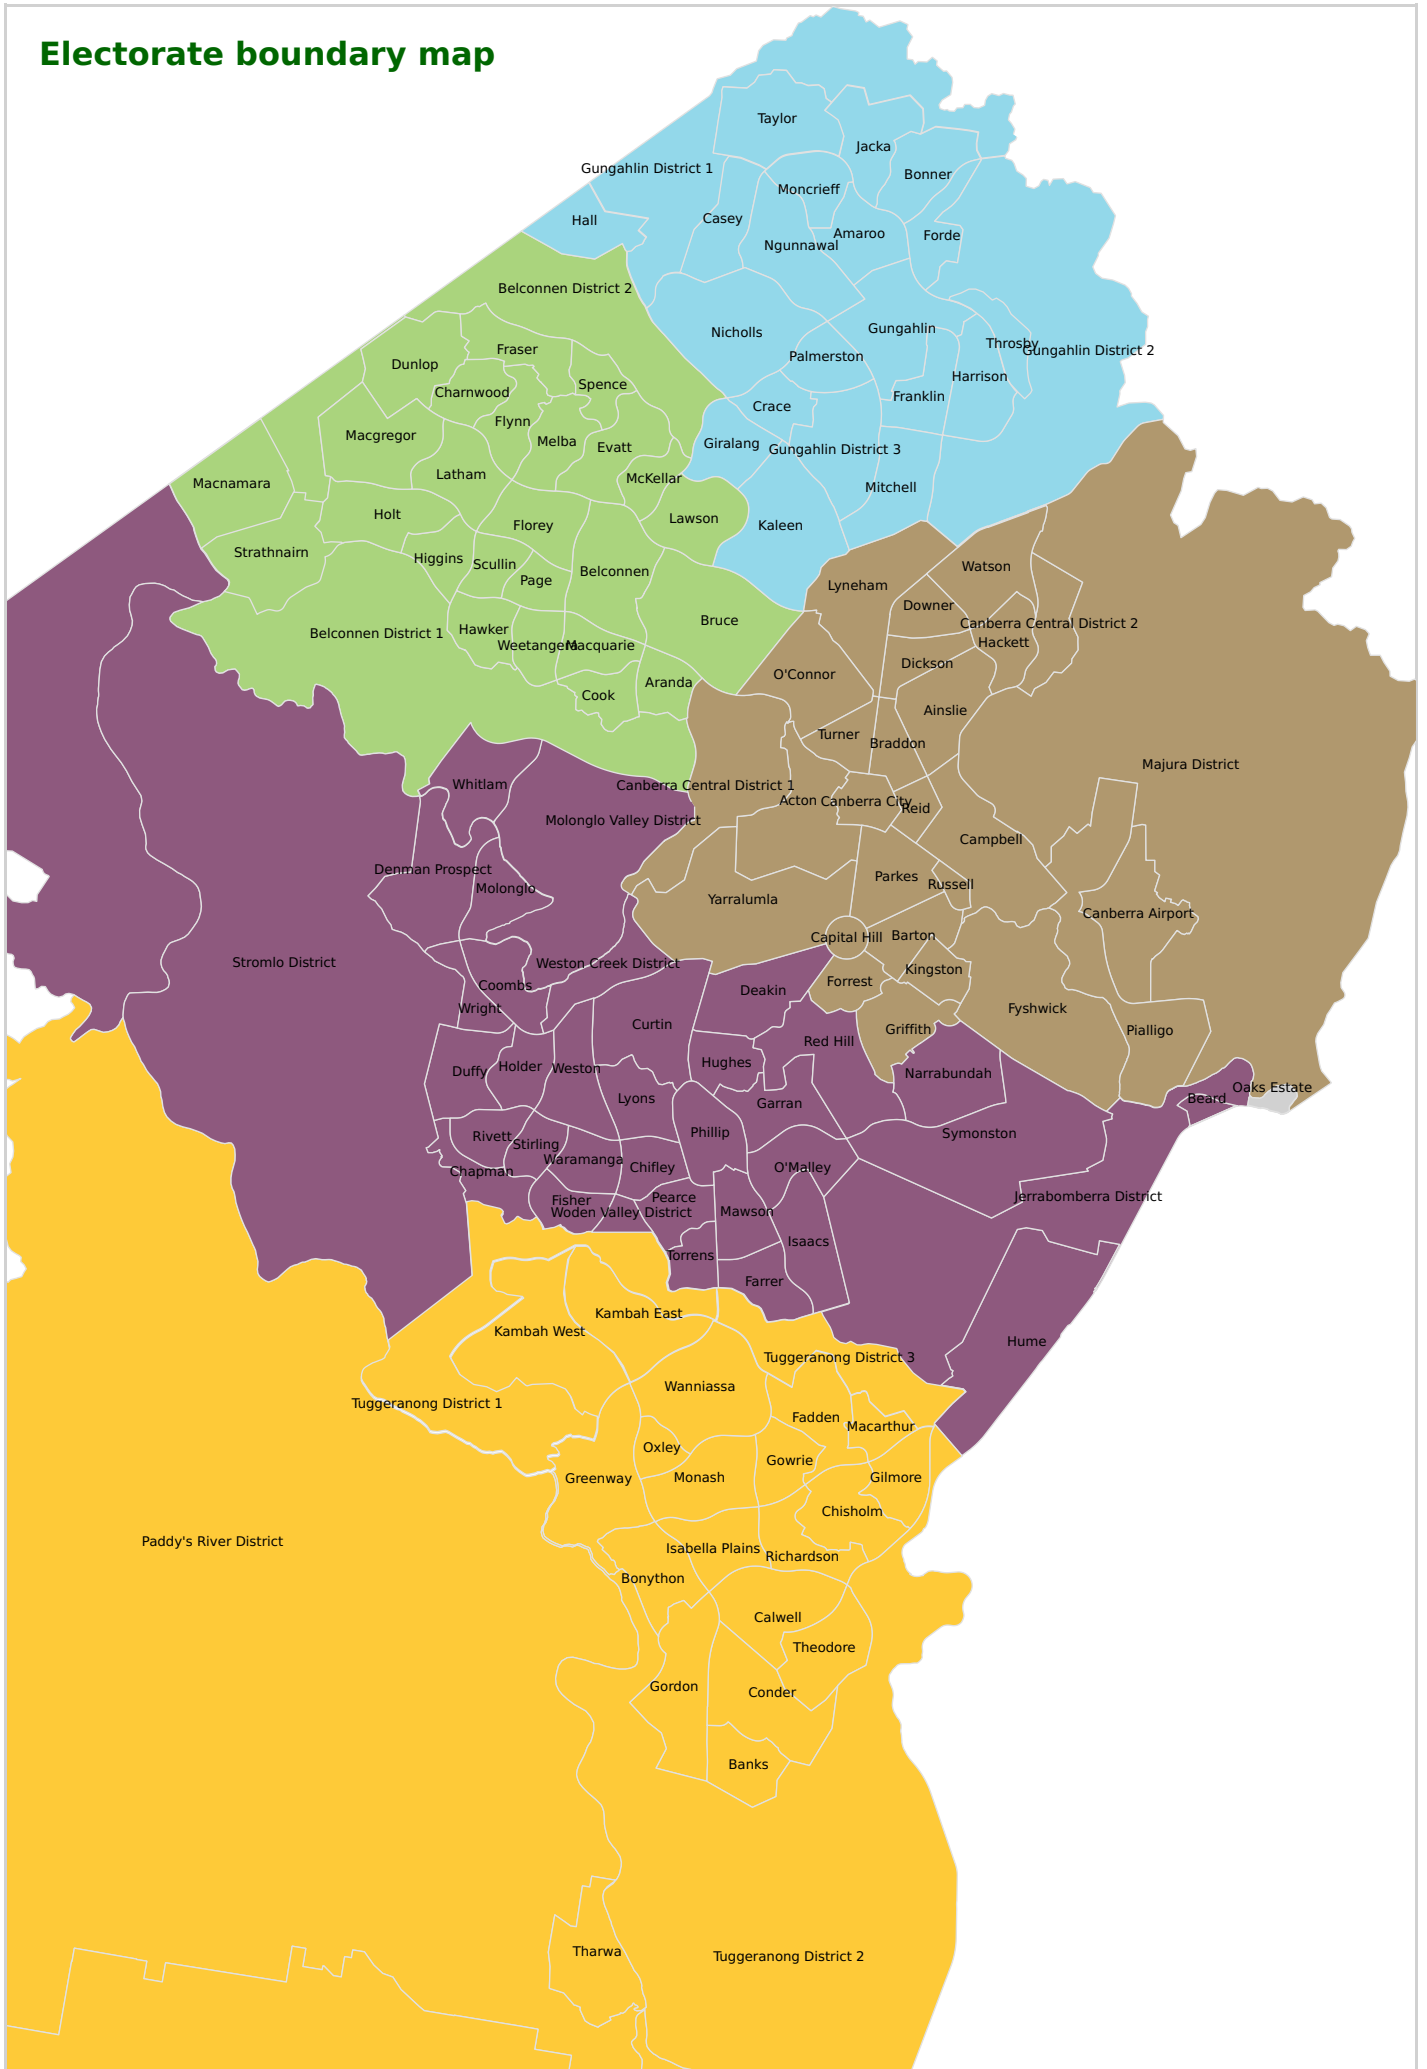 Electorate boundary map
Taylor
Jacka
Gungahlin District 1
Bonner
Moncrieff
Hall
Casey
Amaroo
Forde
Ngunnawal
Belconnen District 2
Gungahlin
Nicholls
Throsby
Fraser
Gungahlin District 2
Palmerston
Dunlop
Harrison
Spence
Charnwood
Franklin
Crace
Flynn
Macgregor
Melba
Giralang
Evatt
Gungahlin District 3
Latham
McKellar
Macnamara
Mitchell
Holt
Lawson
Florey
Kaleen
Strathnairn
Higgins
Scullin
Watson
Belconnen
Page
Lyneham
Downer
Bruce
Canberra Central District 2
Hawker
Belconnen District 1
Hackett
Weetangera
Macquarie
Dickson
O'Connor
Aranda
Cook
Ainslie
Turner
Braddon
Majura District
Whitlam
Canberra Central District 1
Acton
Canberra City
Reid
Molonglo Valley District
Campbell
Denman Prospect
Parkes
Russell
Molonglo
Yarralumla
Canberra Airport
Barton
Capital Hill
Stromlo District
Weston Creek District
Kingston
Forrest
Coombs
Deakin
Wright
Fyshwick
Curtin
Griffith
Pialligo
Red Hill
Hughes
Holder
Weston
Duffy
Narrabundah
Oaks Estate
Lyons
Beard
Garran
Phillip
Symonston
Rivett
Stirling
Waramanga
Chifley
O'Malley
Chapman
Jerrabomberra District
Pearce
Fisher
Woden Valley District
Mawson
Isaacs
Torrens
Farrer
Kambah East
Kambah West
Hume
Tuggeranong District 3
Wanniassa
Tuggeranong District 1
Fadden
Macarthur
Oxley
Gowrie
Greenway
Monash
Gilmore
Chisholm
Paddy's River District
Isabella Plains
Richardson
Bonython
Calwell
Theodore
Gordon
Conder
Banks
Tharwa
Tuggeranong District 2